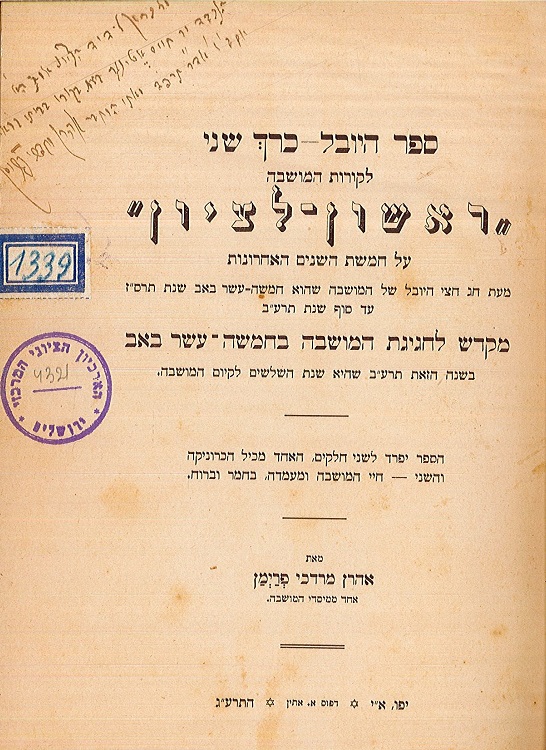 ספר היובל — כרך שני
לקורות המושבה
„ראשון-לציון"
על חמשת השנים האחרונות
מעת חג חצי היובל של המושבה שהוא חמשה-עשר באב שנת תרס"ז
עד סוף שנת תרע"ב
מקדש לחגיגת המושבה בחמשה-עשר באב
בשנה הזאת תרע"ב שהיא שנת השלשים לקיום המושבה.
הספר יפרד לשני חלקים, האחד מכיל הכרוניקה
והשני — חיי המושבה ומעמדה, בחמר וברוח.
מאת
אהרן מרדכי פְרַיְמַן
אחד ממיסדי המושבה.
יפו, א"י ✡ דפוס א. אתין ✡ התרע"ג
1339
הארכיון הציוני המרכזי
4321
ירושלים